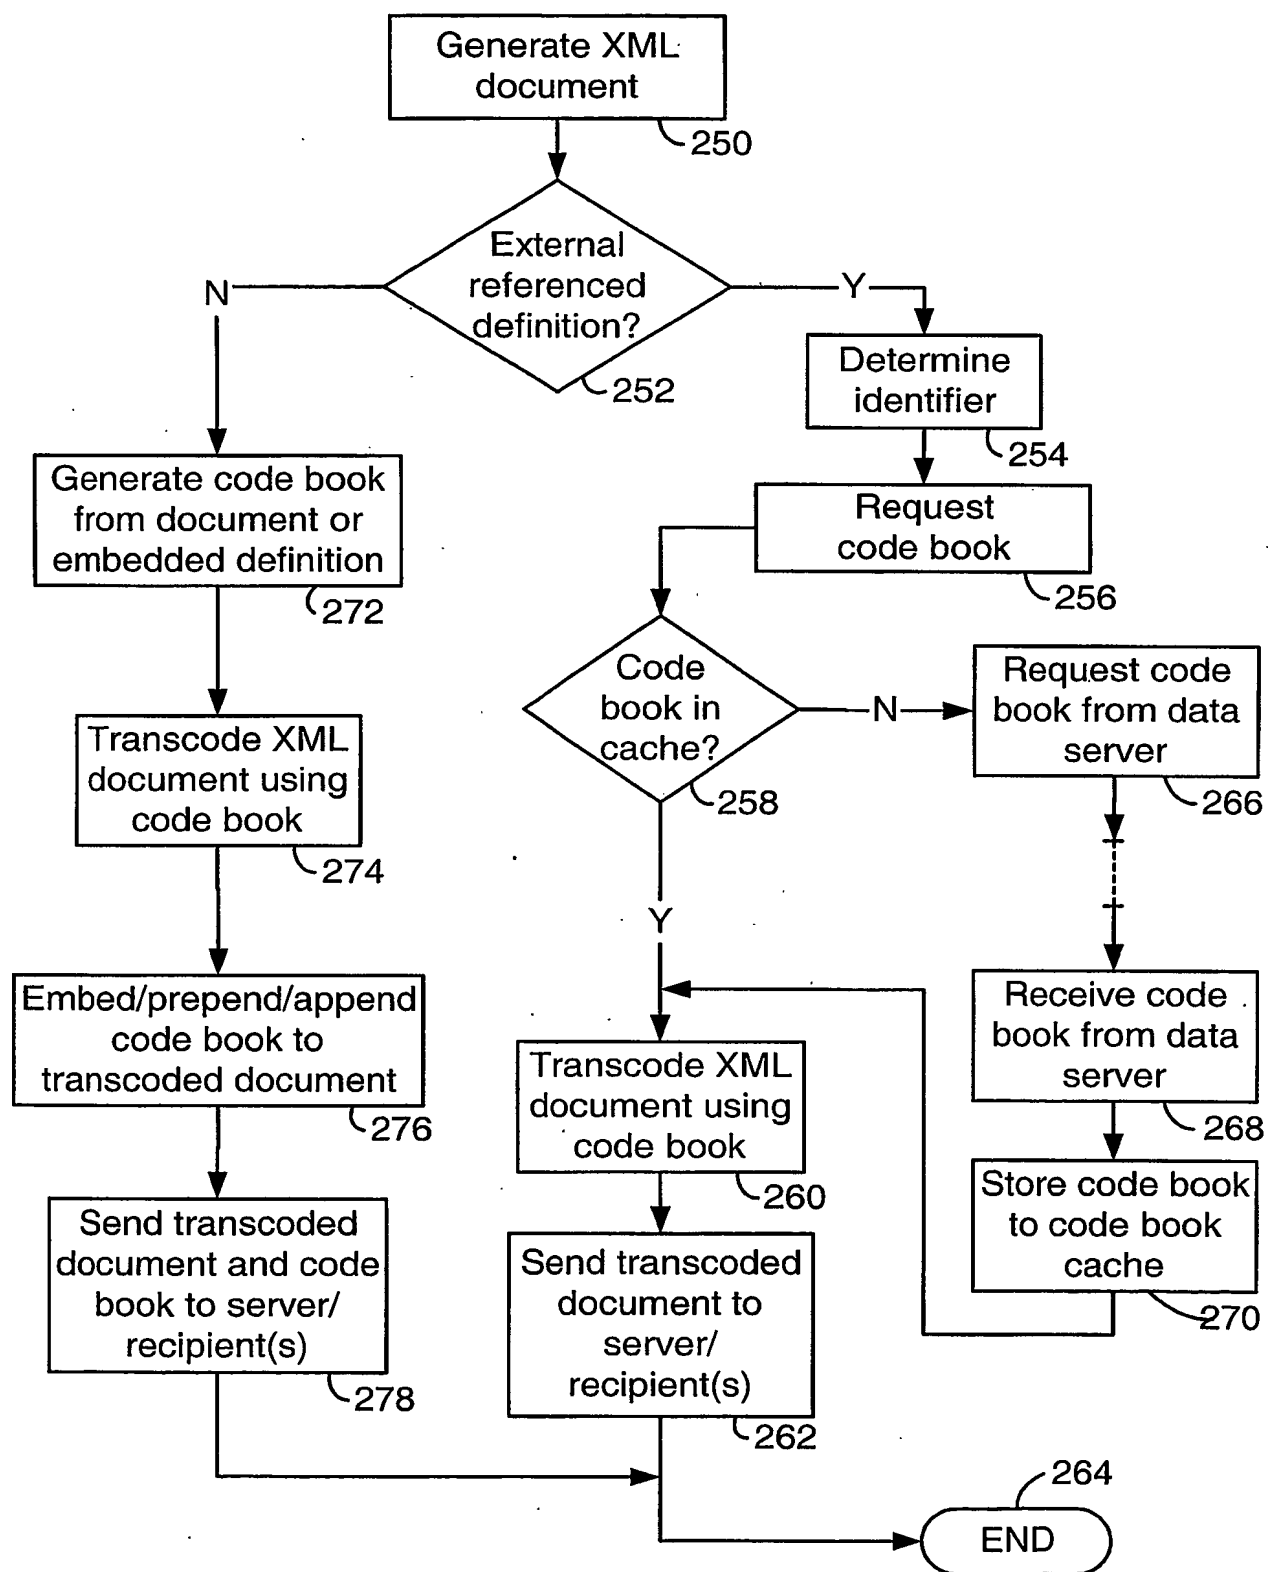 Generate XML
document
250
External
referenced
definition?
252
N
Y
Determine
identifier
254
Generate code book
from document or
embedded definition
272
Request
code book
256
Code
book in
cache?
258
N
Request code
book from data
server
266
Transcode XML
document using
code book
274
Y
Embed/prepend/append
code book to
transcoded document
276
Receive code
book from data
server
268
Transcode XML
document using
code book
260
Store code book
to code book
cache
270
Send transcoded
document and code
book to server/
recipient(s)
278
Send transcoded
document to
server/
recipient(s)
262
264
END